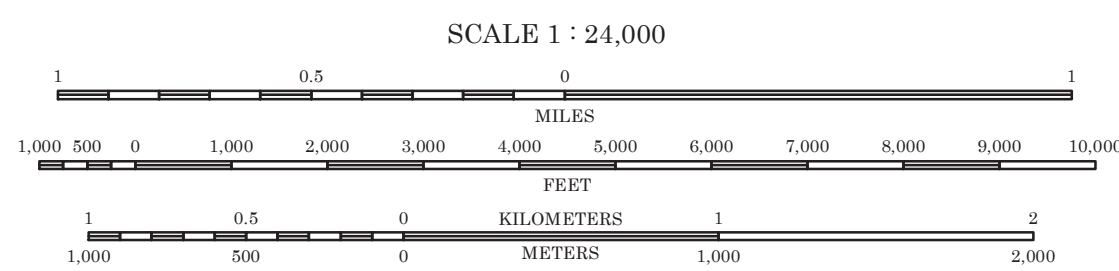 SCALE 1 : 24,000
1 0.5 0 1
MILES
1,000 500 0 1,000 2,000 3,000 4,000 5,000 6,000 7,000 8,000 9,000 10,000
FEET
1 0.5 0 KILOMETERS 1 2
1,000 500 0 METERS 1,000 2,000